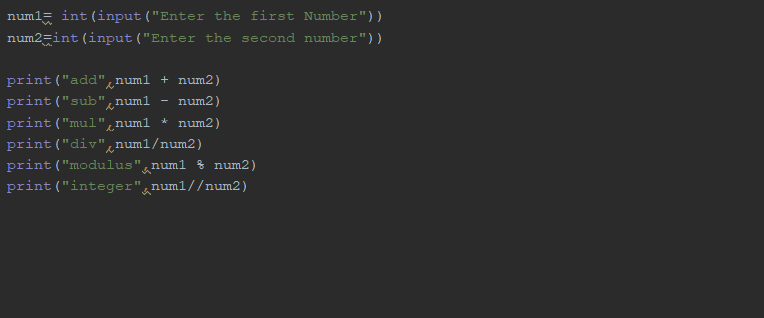 num1= int(input("Enter the first Number"))
num2=int(input("Enter the second number"))
print("add",num1 + num2)
print("sub",num1 - num2)
print("mul",num1 * num2)
print("div",num1/num2)
print("modulus",num1 % num2)
print("integer",num1//num2)